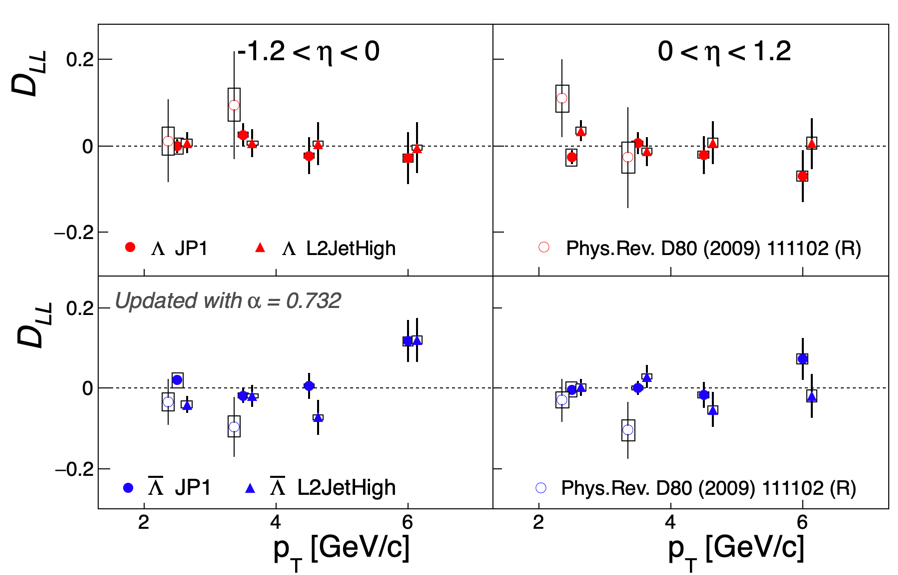 -1.2 < η < 0
0 < η < 1.2
D_LL
0.2
0
−0.2
Λ JP1
Λ L2JetHigh
Phys.Rev. D80 (2009) 111102 (R)
Updated with α = 0.732
D_LL
0.2
0
−0.2
Λ̅ JP1
Λ̅ L2JetHigh
Phys.Rev. D80 (2009) 111102 (R)
2 4 6
2 4 6
p_T [GeV/c]
p_T [GeV/c]